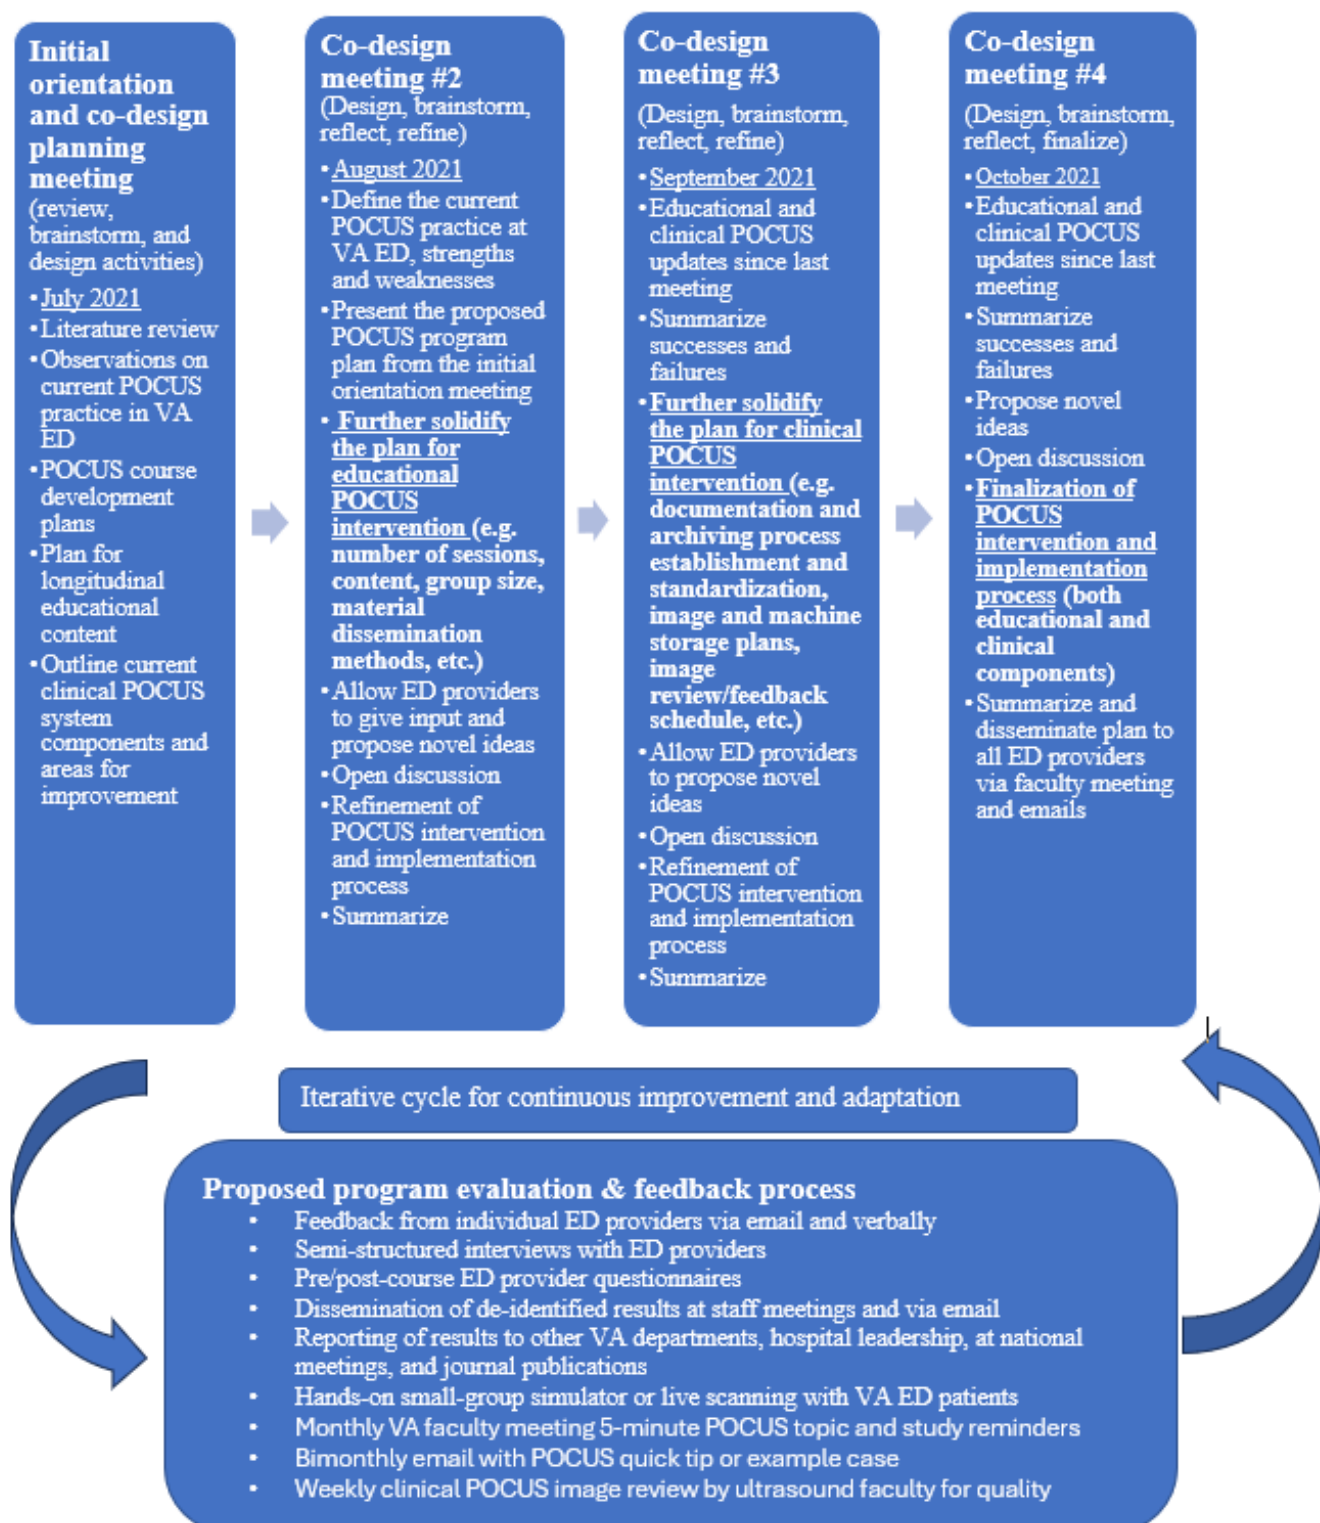 Initial
orientation
and co-design
planning
meeting
(review,
brainstorm, and
design activities)
•July 2021
•Literature review
•Observations on
current POCUS
practice in VA
ED
•POCUS course
development
plans
•Plan for
longitudinal
educational
content
•Outline current
clinical POCUS
system
components and
areas for
improvement
Co-design
meeting #2
(Design, brainstorm,
reflect, refine)
•August 2021
•Define the current
POCUS practice at
VA ED, strengths
and weaknesses
•Present the proposed
POCUS program
plan from the initial
orientation meeting
• Further solidify
the plan for
educational
POCUS
intervention (e.g.
number of sessions,
content, group size,
material
dissemination
methods, etc.)
•Allow ED providers
to give input and
propose novel ideas
•Open discussion
•Refinement of
POCUS intervention
and implementation
process
•Summarize
Co-design
meeting #3
(Design, brainstorm,
reflect, refine)
•September 2021
•Educational and
clinical POCUS
updates since last
meeting
•Summarize
successes and
failures
•Further solidify
the plan for clinical
POCUS
intervention (e.g.
documentation and
archiving process
establishment and
standardization,
image and machine
storage plans,
image
review/feedback
schedule, etc.)
•Allow ED providers
to propose novel
ideas
•Open discussion
•Refinement of
POCUS intervention
and implementation
process
•Summarize
Co-design
meeting #4
(Design, brainstorm,
reflect, finalize)
•October 2021
•Educational and
clinical POCUS
updates since last
meeting
•Summarize
successes and
failures
•Propose novel
ideas
•Open discussion
•Finalization of
POCUS
intervention and
implementation
process (both
educational and
clinical
components)
•Summarize and
disseminate plan to
all ED providers
via faculty meeting
and emails
Iterative cycle for continuous improvement and adaptation
Proposed program evaluation & feedback process
• Feedback from individual ED providers via email and verbally
• Semi-structured interviews with ED providers
• Pre/post-course ED provider questionnaires
• Dissemination of de-identified results at staff meetings and via email
• Reporting of results to other VA departments, hospital leadership, at national
meetings, and journal publications
• Hands-on small-group simulator or live scanning with VA ED patients
• Monthly VA faculty meeting 5-minute POCUS topic and study reminders
• Bimonthly email with POCUS quick tip or example case
• Weekly clinical POCUS image review by ultrasound faculty for quality